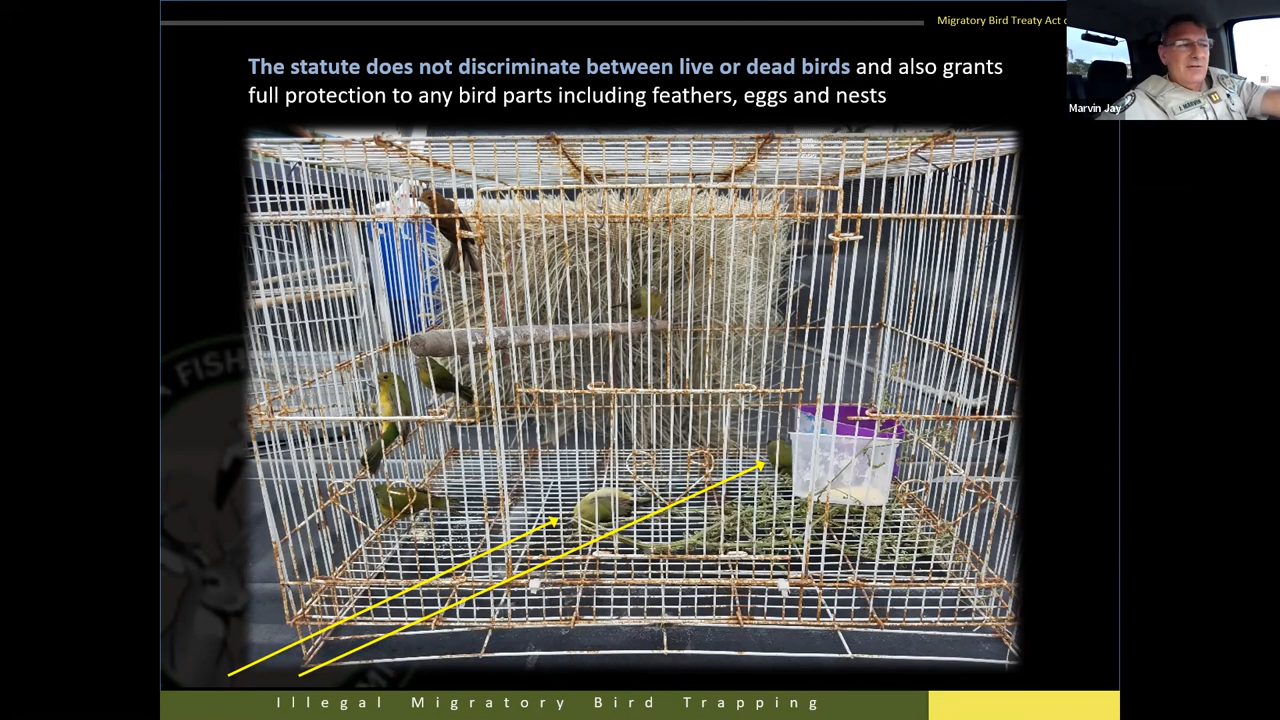 Migratory Bird Treaty Act
The statute does not discriminate between live or dead birds and also grants
full protection to any bird parts including feathers, eggs and nests
Marvin Jay
J. MARVIN
FISH
Illegal Migratory Bird Trapping